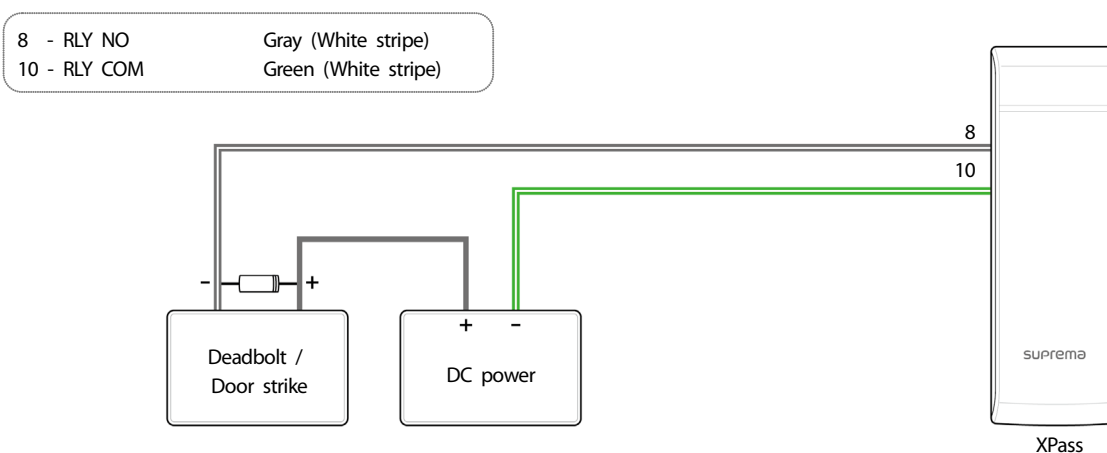 8 - RLY NO Gray (White stripe)
10 - RLY COM Green (White stripe)
8
10
- +
+ -
Deadbolt /
Door strike
DC power
suprema
XPass